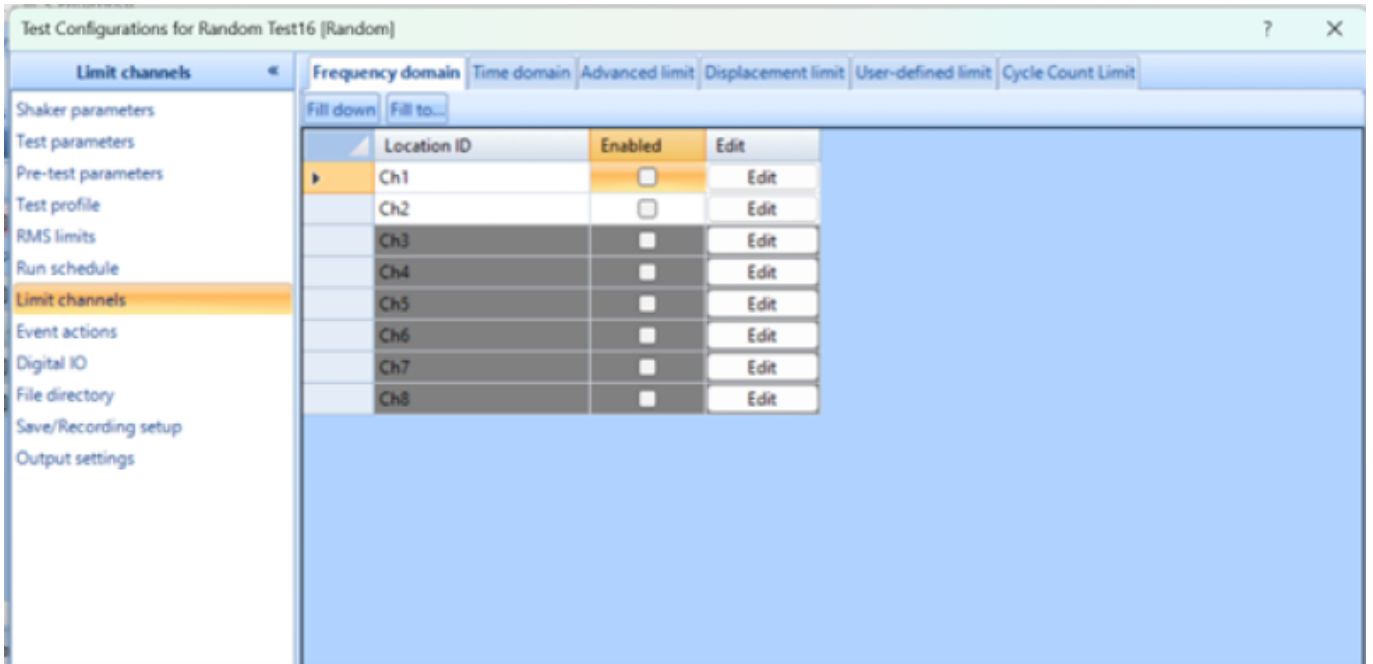 Test Configurations for Random Test16 [Random] ? ×
Limit channels «
Shaker parameters
Test parameters
Pre-test parameters
Test profile
RMS limits
Run schedule
Limit channels
Event actions
Digital IO
File directory
Save/Recording setup
Output settings
Frequency domain Time domain Advanced limit Displacement limit User-defined limit Cycle Count Limit
Fill down Fill to...
Location ID Enabled Edit
Ch1 Edit
Ch2 Edit
Ch3 Edit
Ch4 Edit
Ch5 Edit
Ch6 Edit
Ch7 Edit
Ch8 Edit